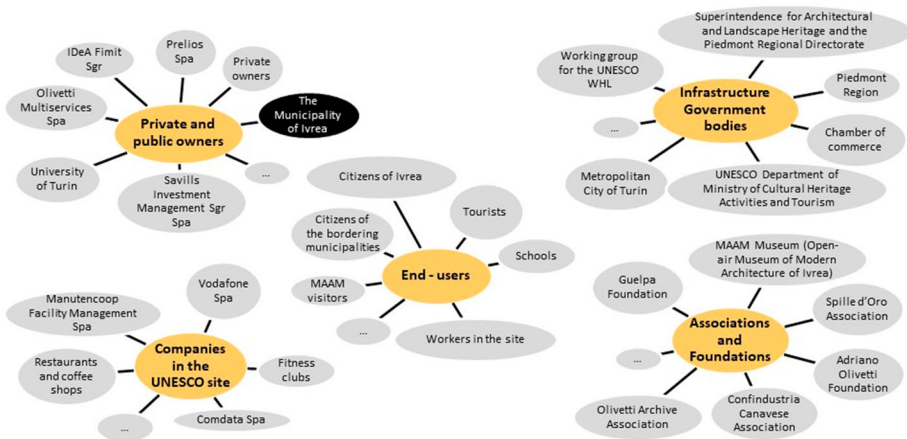 IDeA Fimit
Sgr
Prelios
Spa
Private
owners
Olivetti
Multiservices
Spa
The
Municipality
of Ivrea
Private and
public owners
University
of Turin
Savills
Investment
Management Sgr
Spa
...
Superintendence for Architectural
and Landscape Heritage and the
Piedmont Regional Directorate
Working group
for the UNESCO
WHL
Piedmont
Region
Infrastructure
Government
bodies
...
Chamber of
commerce
Metropolitan
City of Turin
UNESCO Department of
Ministry of Cultural Heritage
Activities and Tourism
Citizens of Ivrea
Tourists
Citizens of
the bordering
municipalities
Schools
End - users
MAAM
visitors
...
Workers in the site
Vodafone
Spa
Manutencoop
Facility Management
Spa
Companies
in the
UNESCO site
Restaurants
and coffee
shops
Fitness
clubs
...
Comdata Spa
MAAM Museum (Open-
air Museum of Modern
Architecture of Ivrea)
Guelpa
Foundation
Spille d'Oro
Association
Associations
and
Foundations
...
Adriano
Olivetti
Foundation
Olivetti Archive
Association
Confindustria
Canavese
Association